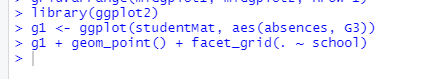 > library(ggplot2)
> g1 <- ggplot(studentMat, aes(absences, G3))
> g1 + geom_point() + facet_grid(. ~ school)
>